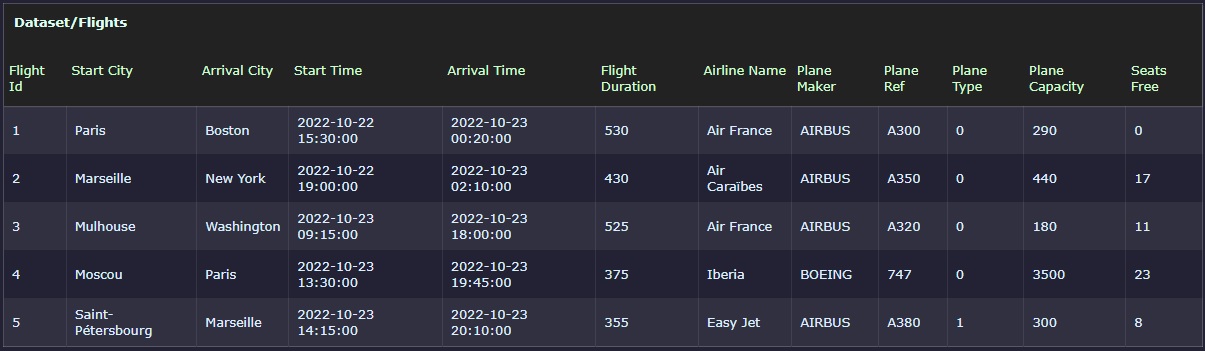 Dataset/Flights
Flight Id Start City Arrival City Start Time Arrival Time Flight Duration Airline Name Plane Maker Plane Ref Plane Type Plane Capacity Seats Free
1 Paris Boston 2022-10-22 15:30:00 2022-10-23 00:20:00 530 Air France AIRBUS A300 0 290 0
2 Marseille New York 2022-10-22 19:00:00 2022-10-23 02:10:00 430 Air Caraïbes AIRBUS A350 0 440 17
3 Mulhouse Washington 2022-10-23 09:15:00 2022-10-23 18:00:00 525 Air France AIRBUS A320 0 180 11
4 Moscou Paris 2022-10-23 13:30:00 2022-10-23 19:45:00 375 Iberia BOEING 747 0 3500 23
5 Saint-Pétersbourg Marseille 2022-10-23 14:15:00 2022-10-23 20:10:00 355 Easy Jet AIRBUS A380 1 300 8